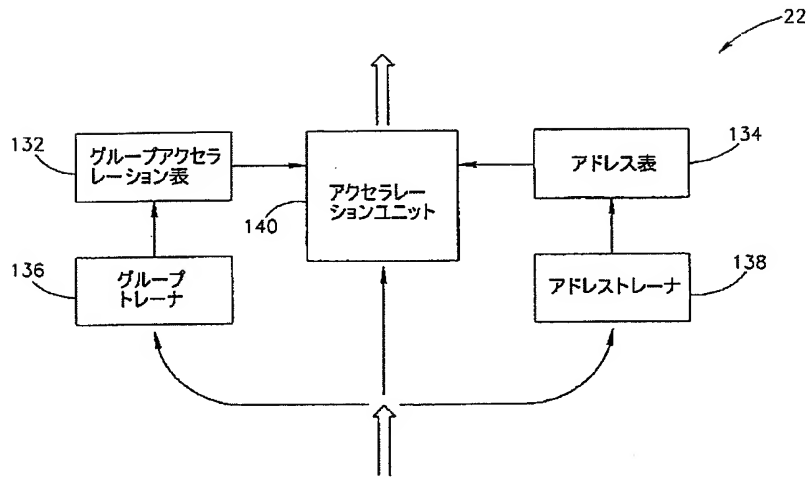 22
132
グループアクセラ
レーション表
アクセラレー
ションユニット
140
アドレス表
134
136
グループ
トレーナ
アドレストレーナ
138